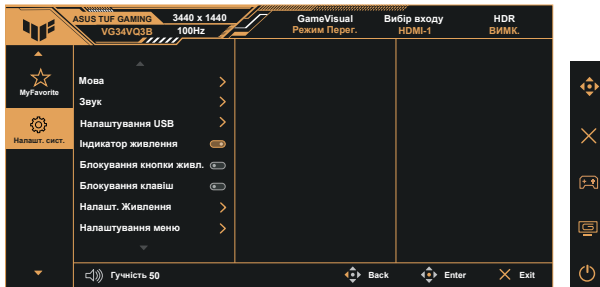 ASUS TUF GAMING 3440 x 1440 GameVisual Вибір входу HDR
VG34VQ3B 100Hz Режим Перег. HDMI-1 ВИМК.
MyFavorite
Налашт. сист.
Мова
Звук
Налаштування USB
Індикатор живлення
Блокування кнопки живл.
Блокування клавіш
Налашт. Живлення
Налаштування меню
Гучність 50 Back Enter Exit